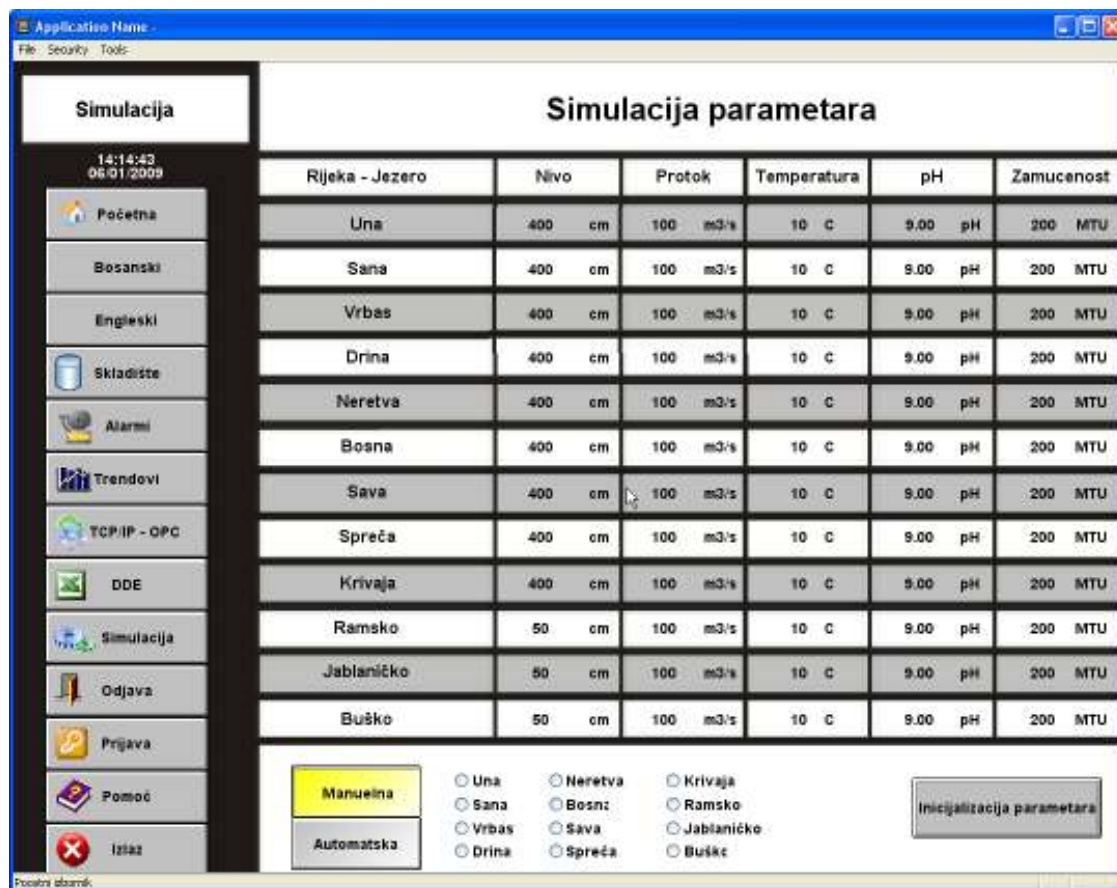 Application Name -
File Security Tools
Simulacija
Simulacija parametara
14:14:43
06/01/2009
Početna
Bosanski
Engleski
Skladište
Alarmi
Trendovi
TCP/IP - OPC
DDE
Simulacija
Odjava
Prijava
Pomoć
Izlaz
Rijeka - Jezero Nivo Protok Temperatura pH Zamucenost
Una 400 cm 100 m3/s 10 C 9.00 pH 200 MTU
Sana 400 cm 100 m3/s 10 C 9.00 pH 200 MTU
Vrbas 400 cm 100 m3/s 10 C 9.00 pH 200 MTU
Drina 400 cm 100 m3/s 10 C 9.00 pH 200 MTU
Neretva 400 cm 100 m3/s 10 C 9.00 pH 200 MTU
Bosna 400 cm 100 m3/s 10 C 9.00 pH 200 MTU
Sava 400 cm 100 m3/s 10 C 9.00 pH 200 MTU
Spreča 400 cm 100 m3/s 10 C 9.00 pH 200 MTU
Krivaja 400 cm 100 m3/s 10 C 9.00 pH 200 MTU
Ramsko 50 cm 100 m3/s 10 C 9.00 pH 200 MTU
Jablaničko 50 cm 100 m3/s 10 C 9.00 pH 200 MTU
Buško 50 cm 100 m3/s 10 C 9.00 pH 200 MTU
Manuelna
Automatska
Una Neretva Krivaja
Sana Bosna Ramsko
Vrbas Sava Jablaničko
Drina Spreča Buško
Inicijalizacija parametara
Pocetni izbornik